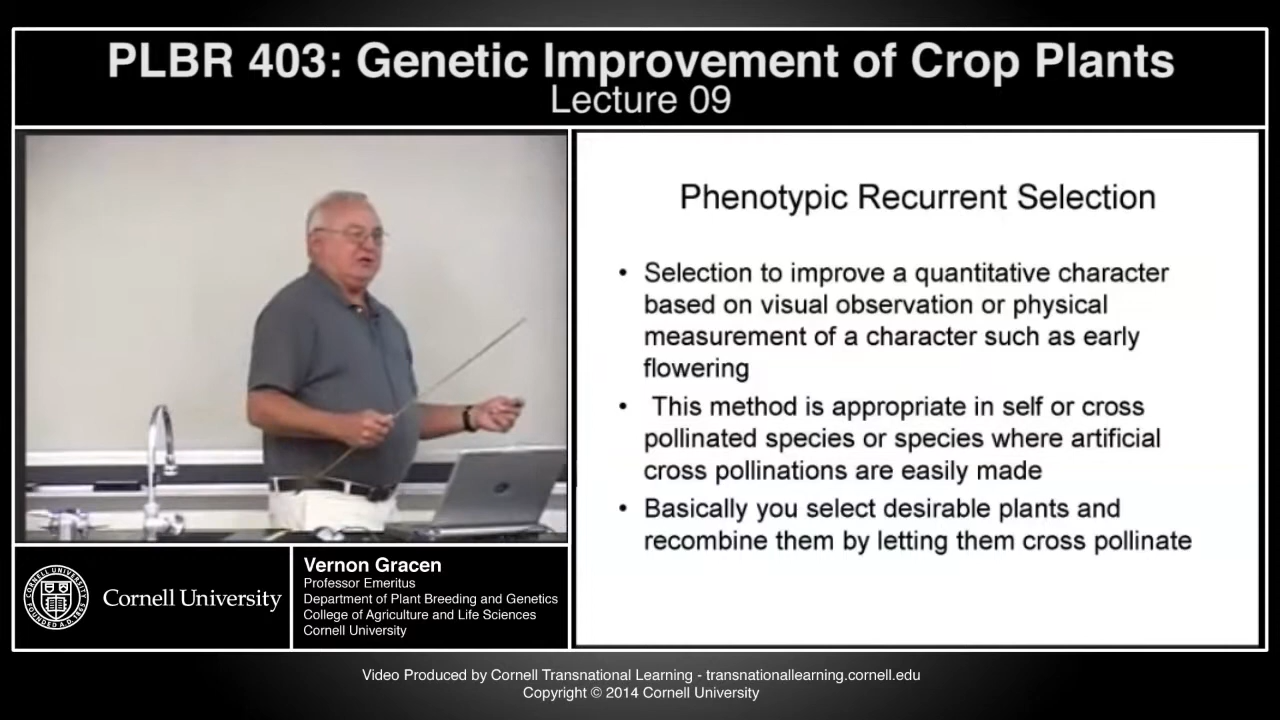 PLBR 403: Genetic Improvement of Crop Plants
Lecture 09
Phenotypic Recurrent Selection
• Selection to improve a quantitative character
based on visual observation or physical
measurement of a character such as early
flowering
• This method is appropriate in self or cross
pollinated species or species where artificial
cross pollinations are easily made
• Basically you select desirable plants and
recombine them by letting them cross pollinate
Cornell University
Vernon Gracen
Professor Emeritus
Department of Plant Breeding and Genetics
College of Agriculture and Life Sciences
Cornell University
Video Produced by Cornell Transnational Learning - transnationallearning.cornell.edu
Copyright © 2014 Cornell University